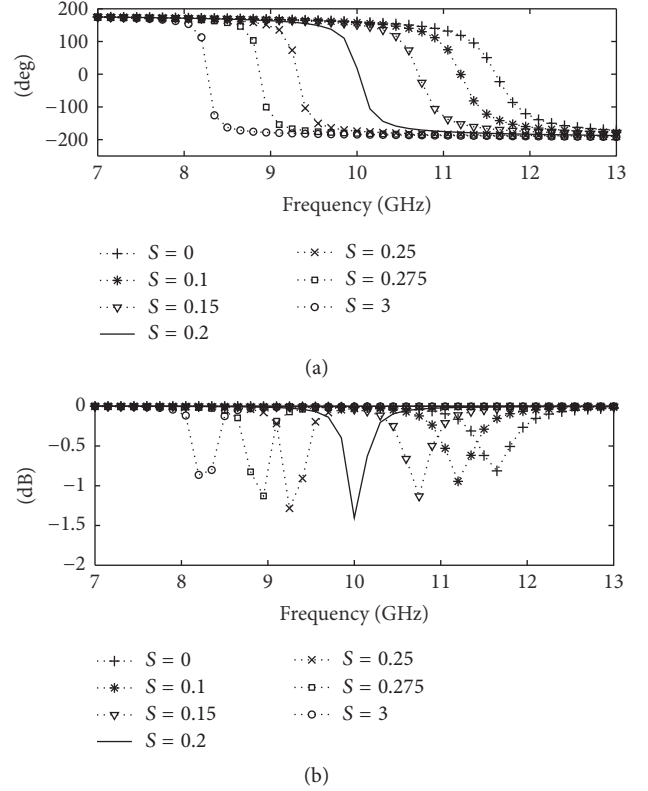 200
100
0
−100
−200
(deg)
7 8 9 10 11 12 13
Frequency (GHz)
S = 0
S = 0.1
S = 0.15
S = 0.2
S = 0.25
S = 0.275
S = 3
(a)
0
−0.5
−1
−1.5
−2
(dB)
7 8 9 10 11 12 13
Frequency (GHz)
S = 0
S = 0.1
S = 0.15
S = 0.2
S = 0.25
S = 0.275
S = 3
(b)